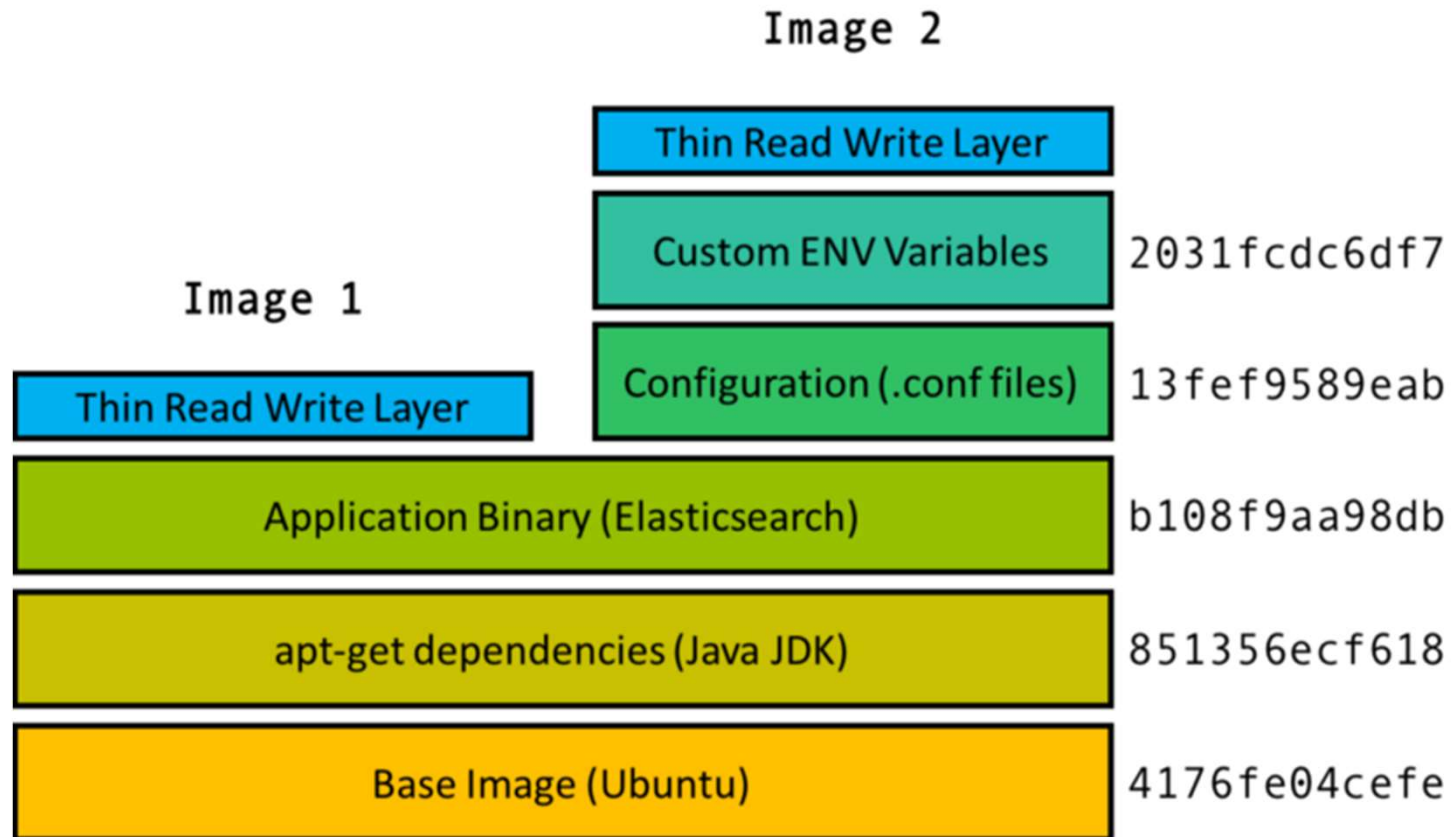 Image 2
Thin Read Write Layer
Custom ENV Variables 2031fcdc6df7
Image 1
Configuration (.conf files) 13fef9589eab
Thin Read Write Layer
Application Binary (Elasticsearch) b108f9aa98db
apt-get dependencies (Java JDK) 851356ecf618
Base Image (Ubuntu) 4176fe04cefe